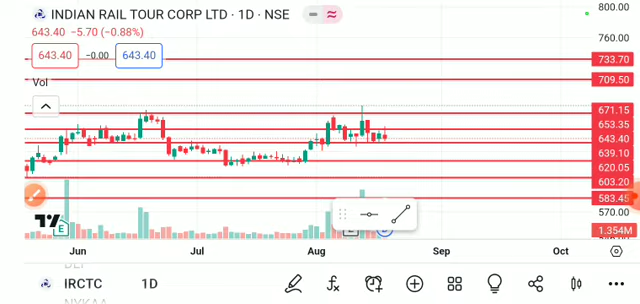 INDIAN RAIL TOUR CORP LTD · 1D · NSE
643.40 −5.70 (−0.88%)
643.40 −0.00 643.40
Vol
800.00
760.00
733.70
709.50
671.15
653.35
643.40
639.10
620.05
603.20
583.45
570.00
1.354M
E
Jun Jul Aug Sep Oct
IRCTC 1D
NYKAA